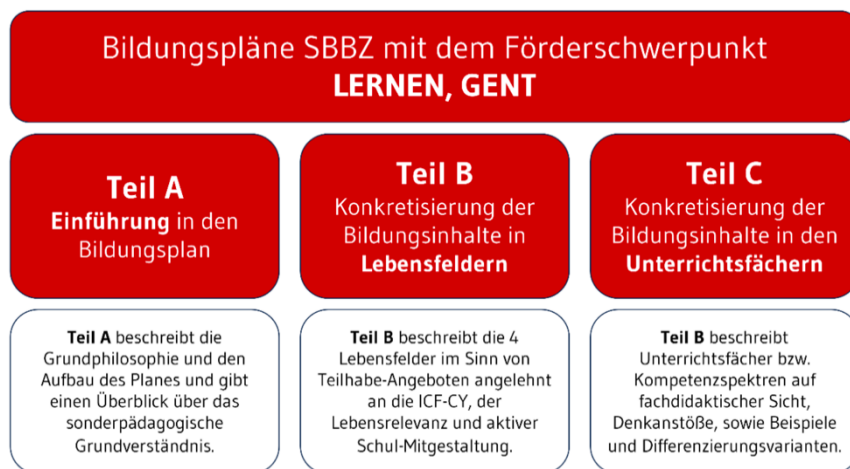 Bildungspläne SBBZ mit dem Förderschwerpunkt
LERNEN, GENT
Teil A
Einführung in den
Bildungsplan
Teil B
Konkretisierung der
Bildungsinhalte in
Lebensfeldern
Teil C
Konkretisierung der
Bildungsinhalte in den
Unterrichtsfächern
Teil A beschreibt die
Grundphilosophie und den
Aufbau des Planes und gibt
einen Überblick über das
sonderpädagogische
Grundverständnis.
Teil B beschreibt die 4
Lebensfelder im Sinn von
Teilhabe-Angeboten angelehnt
an die ICF-CY, der
Lebensrelevanz und aktiver
Schul-Mitgestaltung.
Teil B beschreibt
Unterrichtsfächer bzw.
Kompetenzspektren auf
fachdidaktischer Sicht,
Denkanstöße, sowie Beispiele
und Differenzierungsvarianten.